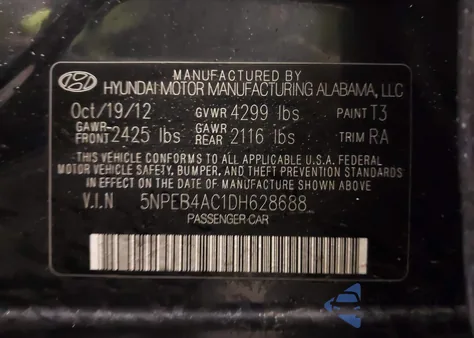 MANUFACTURED BY
HYUNDAI MOTOR MANUFACTURING ALABAMA, LLC
Oct/19/12 GVWR 4299 lbs PAINT T3
GAWR FRONT 2425 lbs GAWR REAR 2116 lbs TRIM RA
THIS VEHICLE CONFORMS TO ALL APPLICABLE U.S.A. FEDERAL
MOTOR VEHICLE SAFETY, BUMPER, AND THEFT PREVENTION STANDARDS
IN EFFECT ON THE DATE OF MANUFACTURE SHOWN ABOVE.
V.I.N 5NPEB4AC1DH628688
PASSENGER-CAR